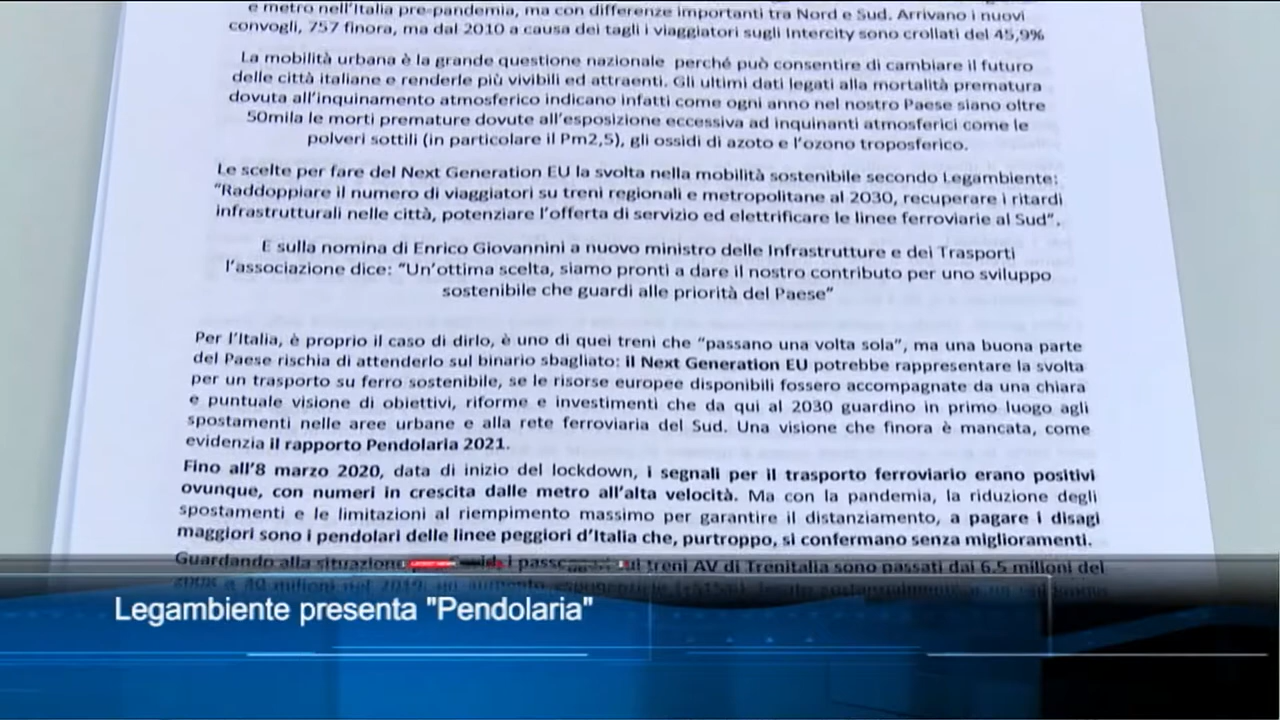 e metro nell'Italia pre-pandemia, ma con differenze importanti tra Nord e Sud. Arrivano i nuovi
convogli, 757 finora, ma dal 2010 a causa dei tagli i viaggiatori sugli Intercity sono crollati del 45,9%
La mobilità urbana è la grande questione nazionale perché può consentire di cambiare il futuro
delle città italiane e renderle più vivibili ed attraenti. Gli ultimi dati legati alla mortalità prematura
dovuta all'inquinamento atmosferico indicano infatti come ogni anno nel nostro Paese siano oltre
50mila le morti premature dovute all'esposizione eccessiva ad inquinanti atmosferici come le
polveri sottili (in particolare il Pm2,5), gli ossidi di azoto e l'ozono troposferico.
Le scelte per fare del Next Generation EU la svolta nella mobilità sostenibile secondo Legambiente:
"Raddoppiare il numero di viaggiatori su treni regionali e metropolitane al 2030, recuperare i ritardi
infrastrutturali nelle città, potenziare l'offerta di servizio ed elettrificare le linee ferroviarie al Sud".
E sulla nomina di Enrico Giovannini a nuovo ministro delle Infrastrutture e dei Trasporti
l'associazione dice: "Un'ottima scelta, siamo pronti a dare il nostro contributo per uno sviluppo
sostenibile che guardi alle priorità del Paese"
Per l'Italia, è proprio il caso di dirlo, è uno di quei treni che "passano una volta sola", ma una buona parte
del Paese rischia di attenderlo sul binario sbagliato: il Next Generation EU potrebbe rappresentare la svolta
per un trasporto su ferro sostenibile, se le risorse europee disponibili fossero accompagnate da una chiara
e puntuale visione di obiettivi, riforme e investimenti che da qui al 2030 guardino in primo luogo agli
spostamenti nelle aree urbane e alla rete ferroviaria del Sud. Una visione che finora è mancata, come
evidenzia il rapporto Pendolaria 2021.
Fino all'8 marzo 2020, data di inizio del lockdown, i segnali per il trasporto ferroviario erano positivi
ovunque, con numeri in crescita dalle metro all'alta velocità. Ma con la pandemia, la riduzione degli
spostamenti e le limitazioni al riempimento massimo per garantire il distanziamento, a pagare i disagi
maggiori sono i pendolari delle linee peggiori d'Italia che, purtroppo, si confermano senza miglioramenti.
Guardando alla situazione i treni AV di Trenitalia sono passati dai 6.5 milioni del
Legambiente presenta "Pendolaria"